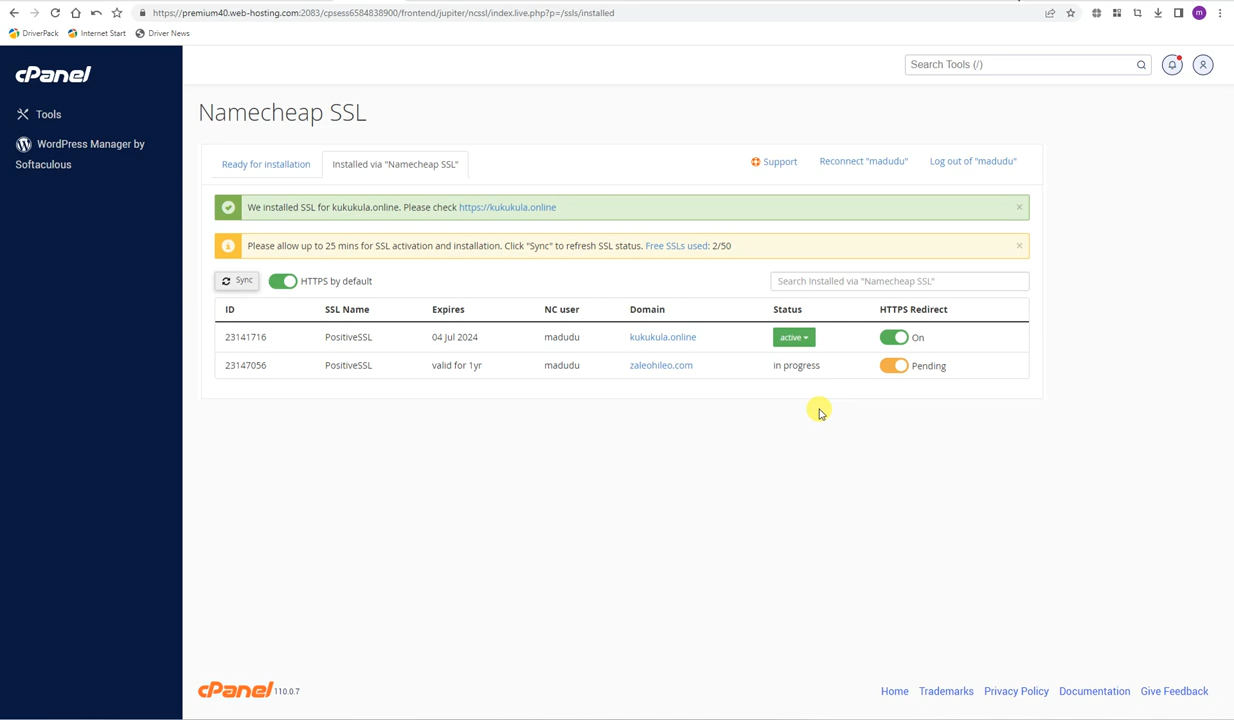 https://premium40.web-hosting.com:2083/cpsess6584838900/frontend/jupiter/ncssl/index.live.php?p=/ssls/installed
m
DriverPack Internet Start Driver News
cPanel
Search Tools (/)
Tools
WordPress Manager by
Softaculous
Namecheap SSL
Ready for installation Installed via "Namecheap SSL" Support Reconnect "madudu" Log out of "madudu"
We installed SSL for kukukula.online. Please check https://kukukula.online ×
Please allow up to 25 mins for SSL activation and installation. Click "Sync" to refresh SSL status. Free SSLs used: 2/50 ×
Sync HTTPS by default Search Installed via "Namecheap SSL"
ID SSL Name Expires NC user Domain Status HTTPS Redirect
23141716 PositiveSSL 04 Jul 2024 madudu kukukula.online active On
23147056 PositiveSSL valid for 1yr madudu zaleohileo.com in progress Pending
cPanel 110.0.7 Home Trademarks Privacy Policy Documentation Give Feedback